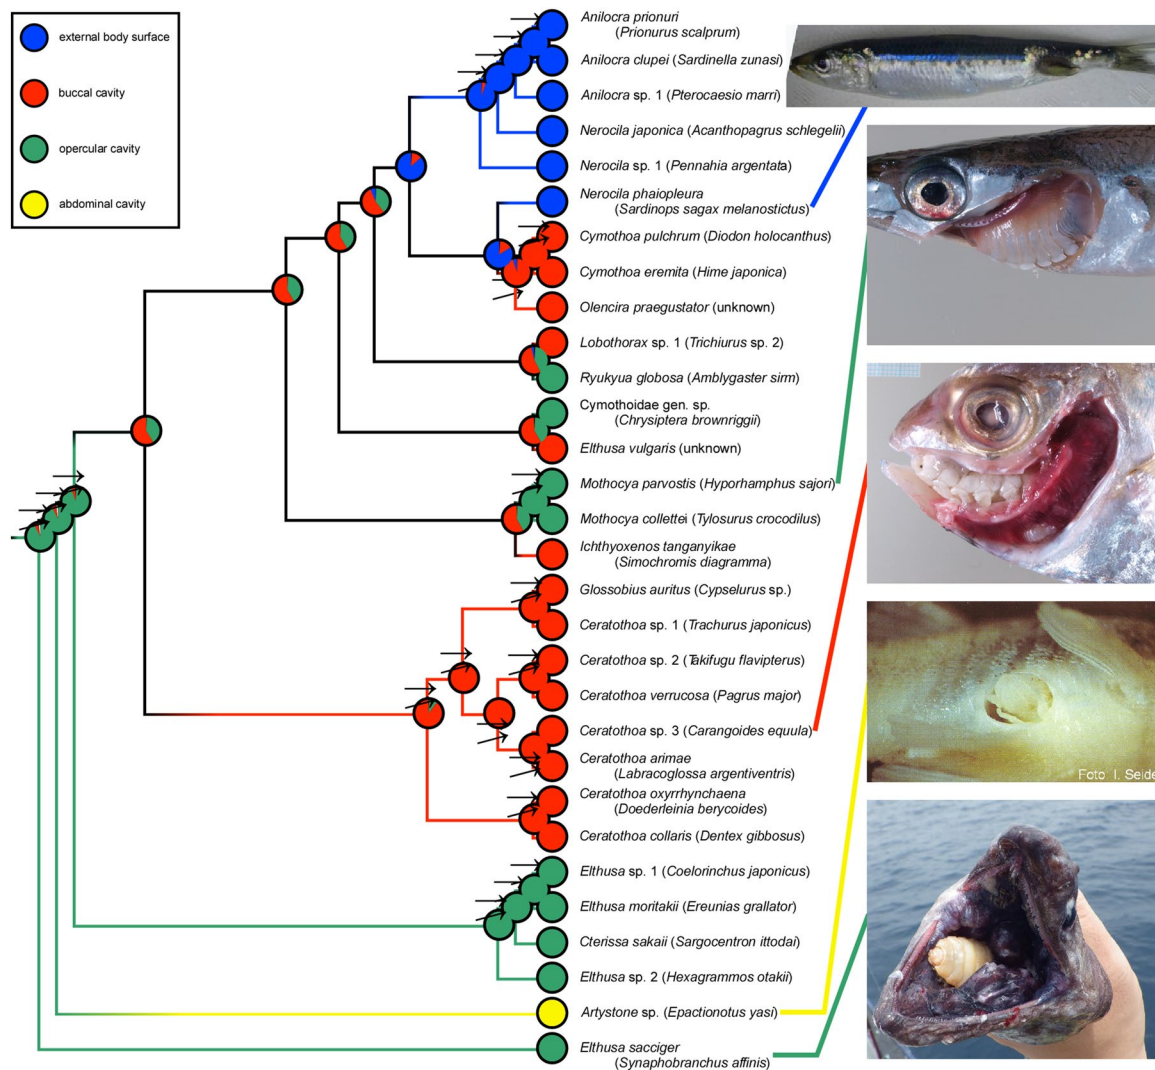 external body surface
buccal cavity
opercular cavity
abdominal cavity
Anilocra prionuri
(Prionurus scalprum)
Anilocra clupei (Sardinella zunasi)
Anilocra sp. 1 (Pterocaesio marri)
Nerocila japonica (Acanthopagrus schlegelii)
Nerocila sp. 1 (Pennahia argentata)
Nerocila phaiopleura
(Sardinops sagax melanostictus)
Cymothoa pulchrum (Diodon holocanthus)
Cymothoa eremita (Hime japonica)
Olencira praegustator (unknown)
Lobothorax sp. 1 (Trichiurus sp. 2)
Ryukyua globosa (Amblygaster sirm)
Cymothoidae gen. sp.
(Chrysiptera brownriggii)
Elthusa vulgaris (unknown)
Mothocya parvostis (Hyporhamphus sajori)
Mothocya collettei (Tylosurus crocodilus)
Ichthyoxenos tanganyikae
(Simochromis diagramma)
Glossobius auritus (Cypselurus sp.)
Ceratothoa sp. 1 (Trachurus japonicus)
Ceratothoa sp. 2 (Takifugu flavipterus)
Ceratothoa verrucosa (Pagrus major)
Ceratothoa sp. 3 (Carangoides equula)
Ceratothoa arimae
(Labracoglossa argentiventris)
Ceratothoa oxyrrhynchaena
(Doederleinia berycoides)
Ceratothoa collaris (Dentex gibbosus)
Elthusa sp. 1 (Coelorinchus japonicus)
Elthusa moritakii (Ereunias grallator)
Cterissa sakaii (Sargocentron ittodai)
Elthusa sp. 2 (Hexagrammos otakii)
Artystone sp. (Epactionotus yasi)
Elthusa sacciger
(Synaphobranchus affinis)
Foto I. Seide